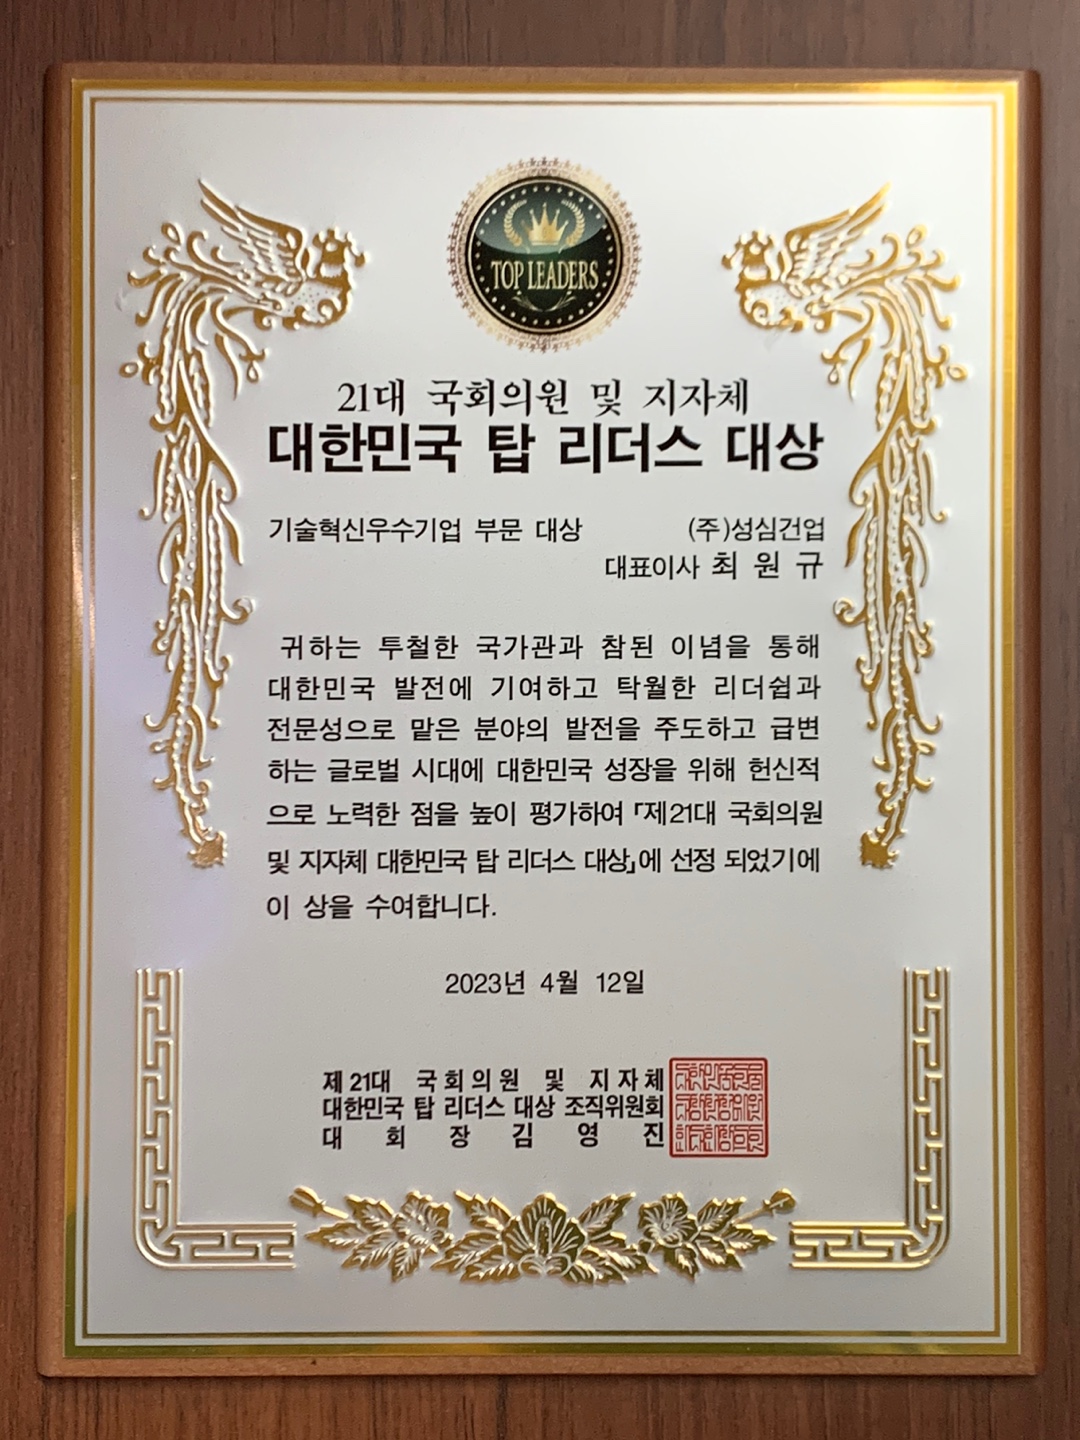 TOP LEADERS
21대 국회의원 및 지자체
대한민국 탑 리더스 대상
기술혁신우수기업 부문 대상 (주)성심건업
대표이사 최 원 규
귀하는 투철한 국가관과 참된 이념을 통해
대한민국 발전에 기여하고 탁월한 리더쉽과
전문성으로 맡은 분야의 발전을 주도하고 급변
하는 글로벌 시대에 대한민국 성장을 위해 헌신적
으로 노력한 점을 높이 평가하여 「제21대 국회의원
및 지자체 대한민국 탑 리더스 대상」에 선정 되었기에
이 상을 수여합니다.
2023년 4월 12일
제21대 국회의원 및 지자체
대한민국 탑 리더스 대상 조직위원회
대 회 장 김 영 진